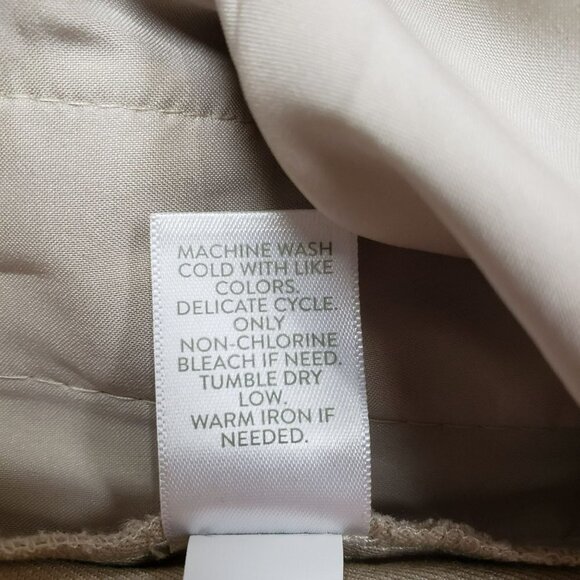 MACHINE WASH
COLD WITH LIKE
COLORS.
DELICATE CYCLE.
ONLY
NON-CHLORINE
BLEACH IF NEED.
TUMBLE DRY
LOW.
WARM IRON IF
NEEDED.